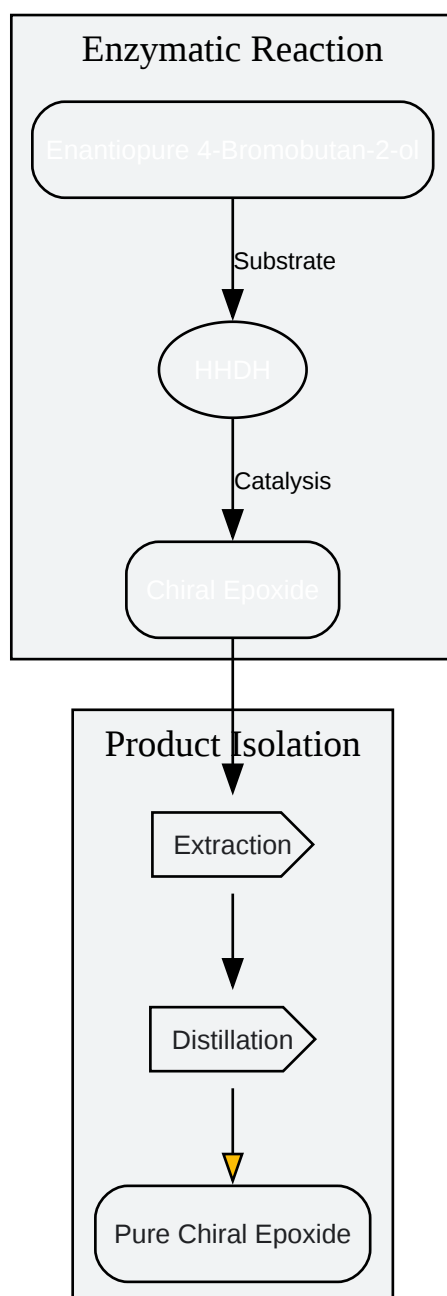 Enzymatic Reaction
Enantiopure 4-Bromobutan-2-ol
Substrate
HHDH
Catalysis
Chiral Epoxide
Product Isolation
Extraction
Distillation
Pure Chiral Epoxide